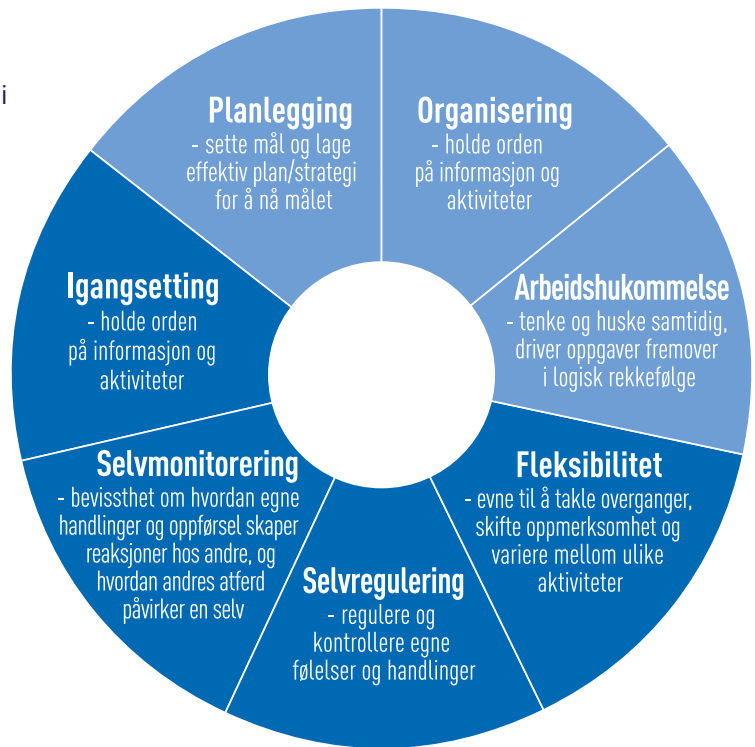 i
Planlegging
- sette mål og lage
effektiv plan/strategi
for å nå målet
Organisering
- holde orden
på informasjon og
aktiviteter
Arbeidshukommelse
- tenke og huske samtidig,
driver oppgaver fremover
i logisk rekkefølge
Fleksibilitet
- evne til å takle overganger,
skifte oppmerksomhet og
variere mellom ulike
aktiviteter
Selvregulering
- regulere og
kontrollere egne
følelser og handlinger
Selvmonitorering
- bevissthet om hvordan egne
handlinger og oppførsel skaper
reaksjoner hos andre, og
hvordan andres atferd
påvirker en selv
Igangsetting
- holde orden
på informasjon og
aktiviteter